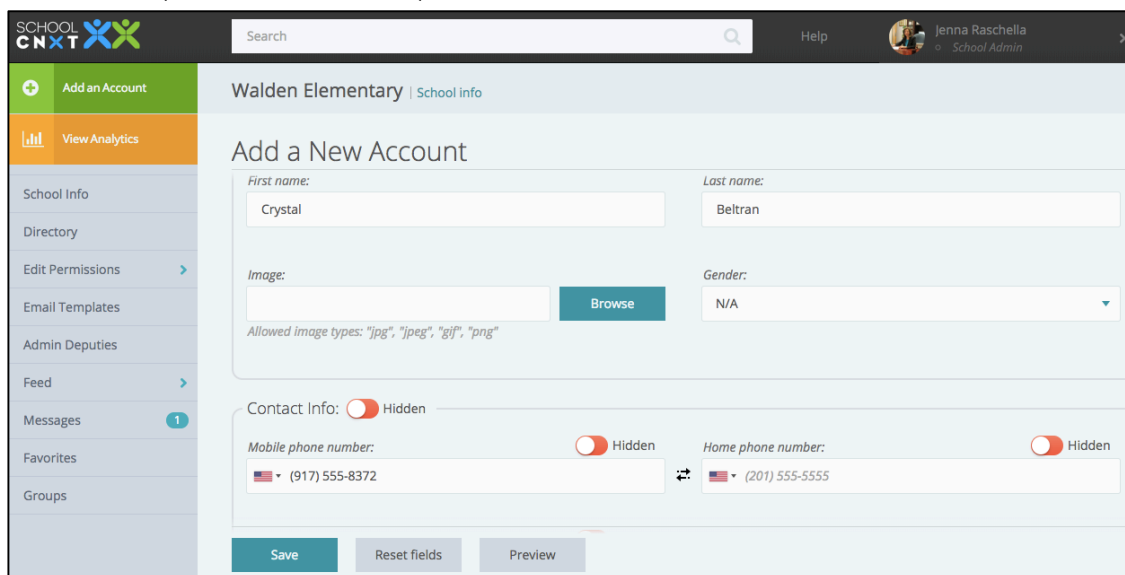 SCHOOL
CNXT
Search
Help
Jenna Raschella
School Admin
Add an Account
View Analytics
School Info
Directory
Edit Permissions
Email Templates
Admin Deputies
Feed
Messages 1
Favorites
Groups
Walden Elementary | School info
Add a New Account
First name: Last name:
Crystal Beltran
Image: Gender:
Browse N/A
Allowed image types: "jpg", "jpeg", "gif", "png"
Contact Info: Hidden
Mobile phone number: Hidden Home phone number: Hidden
(917) 555-8372 (201) 555-5555
Save Reset fields Preview